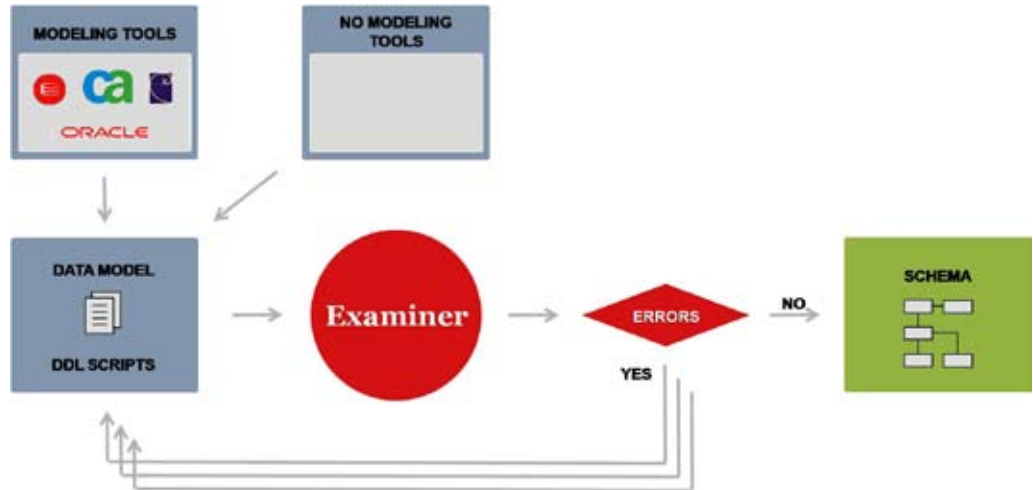 MODELING TOOLS
NO MODELING
TOOLS
ca
ORACLE
DATA MODEL
DDL SCRIPTS
Examiner
ERRORS
NO
YES
SCHEMA